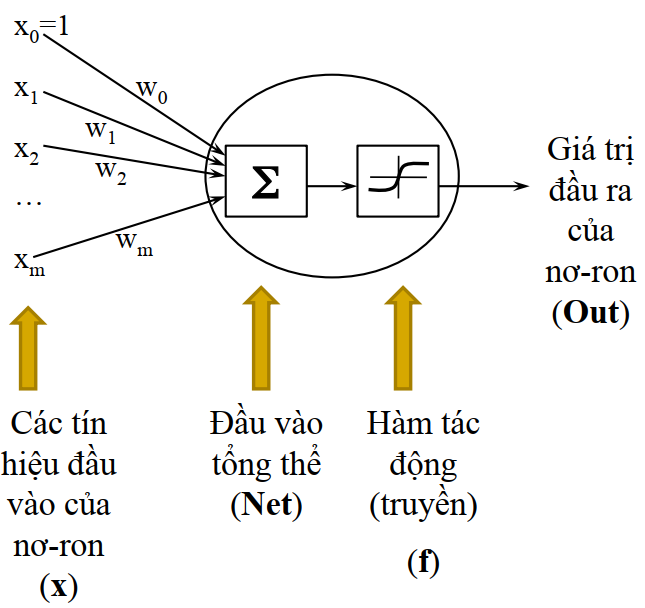 x0=1
x1
x2
…
xm
w0
w1
w2
wm
Σ
Giá trị
đầu ra
của
nơ-ron
(Out)
Các tín
hiệu đầu
vào của
nơ-ron
(x)
Đầu vào
tổng thể
(Net)
Hàm tác
động
(truyền)
(f)